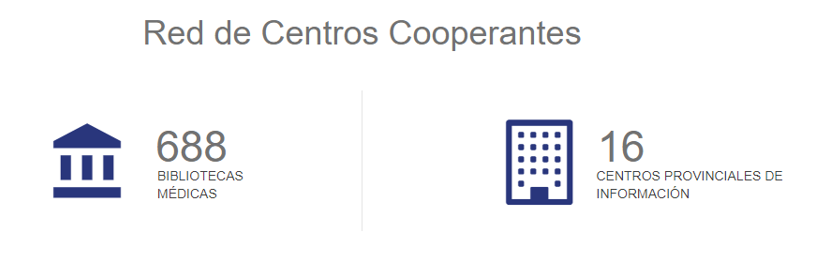 Red de Centros Cooperantes
688
BIBLIOTECAS
MÉDICAS
16
CENTROS PROVINCIALES DE
INFORMACIÓN